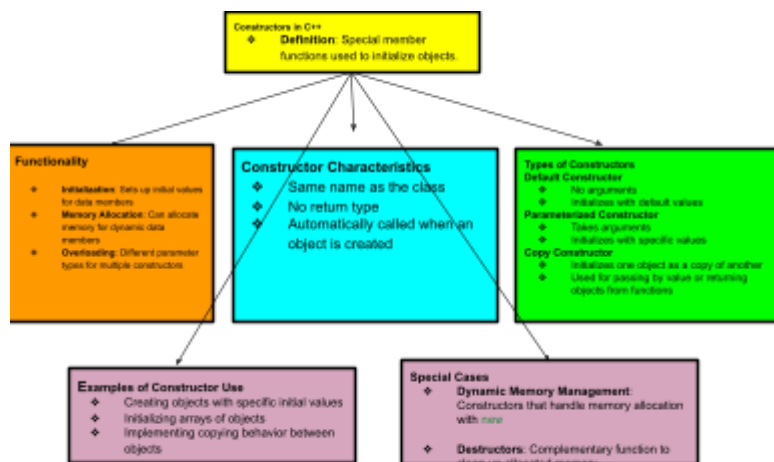 Constructors in C++
❖ Definition: Special member
functions used to initialize objects.
Functionality
❖ Initialization: Sets up initial values
for data members
❖ Memory Allocation: Can allocate
memory for dynamic data
members
❖ Overloading: Different parameter
types for multiple constructors
Constructor Characteristics
❖ Same name as the class
❖ No return type
❖ Automatically called when an
object is created
Types of Constructors
Default Constructor
❖ No arguments
❖ Initializes with default values
Parameterized Constructor
❖ Takes arguments
❖ Initializes with specific values
Copy Constructor
❖ Initializes one object as a copy of another
❖ Used for passing by value or returning
objects from functions
Examples of Constructor Use
❖ Creating objects with specific initial values
❖ Initializing arrays of objects
❖ Implementing copying behavior between
objects
Special Cases
❖ Dynamic Memory Management:
Constructors that handle memory allocation
with new
❖ Destructors: Complementary function to